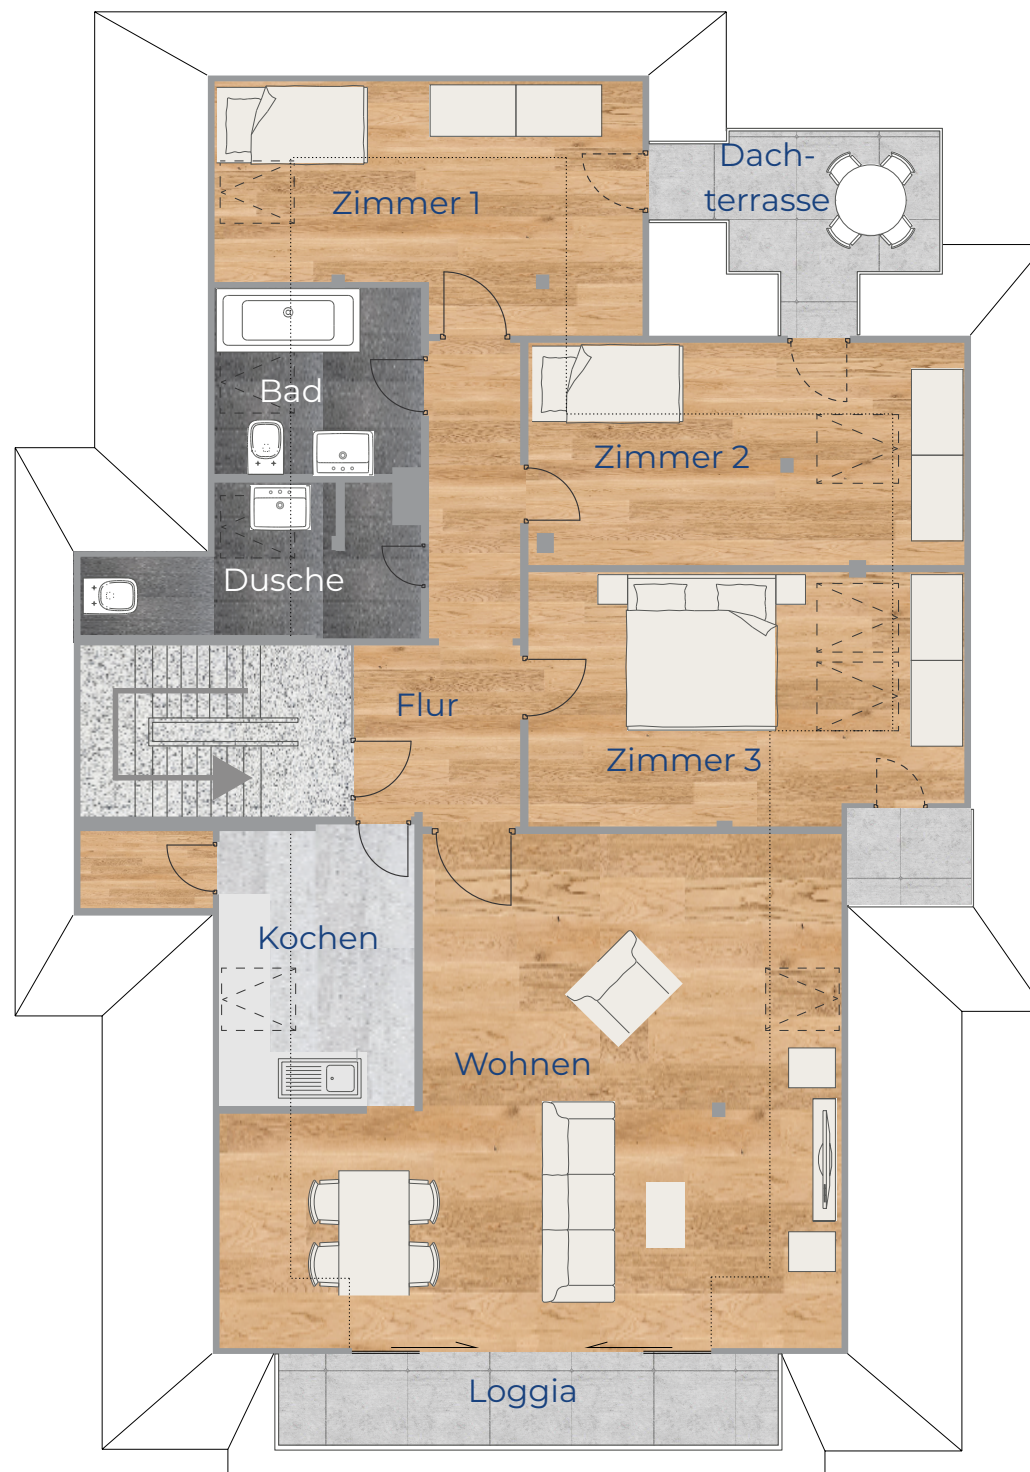 Dach-
terrasse
Zimmer 1
Bad
Zimmer 2
Dusche
Flur
Zimmer 3
Kochen
Wohnen
Loggia